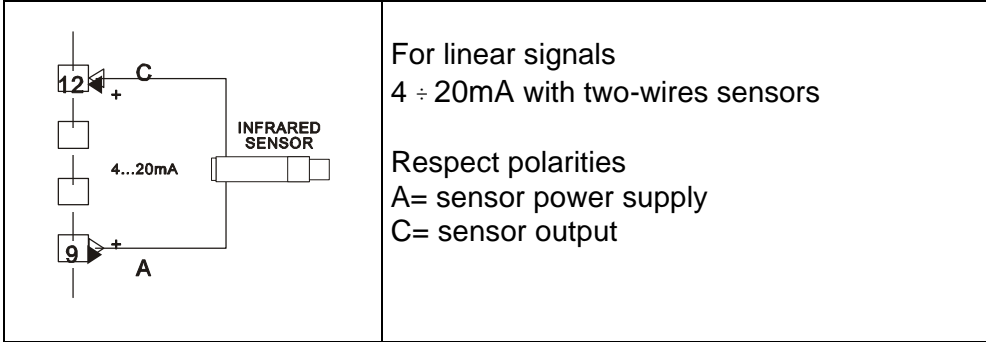 12
C
+
INFRARED
SENSOR
4...20mA
9
+
A
For linear signals
4 ÷ 20mA with two-wires sensors
Respect polarities
A= sensor power supply
C= sensor output